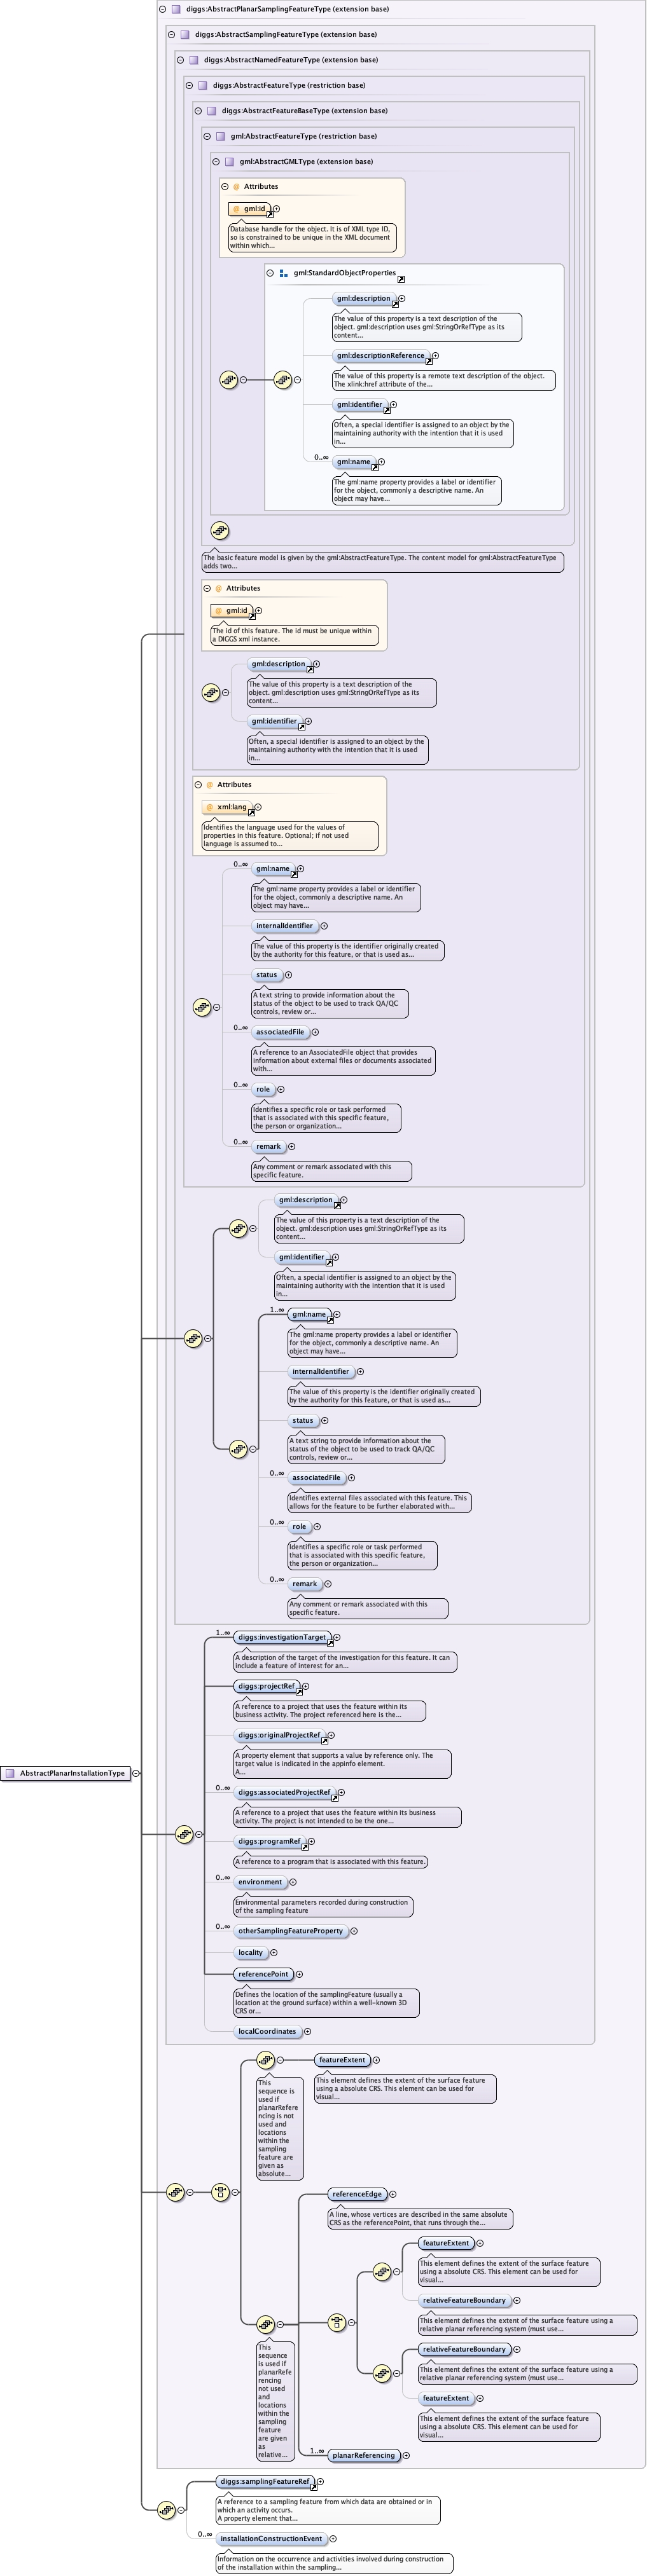 diggs:AbstractPlanarSamplingFeatureType (extension base)
diggs:AbstractSamplingFeatureType (extension base)
diggs:AbstractNamedFeatureType (extension base)
diggs:AbstractFeatureType (restriction base)
diggs:AbstractFeatureBaseType (extension base)
gml:AbstractFeatureType (restriction base)
gml:AbstractGMLType (extension base)
Attributes
gml:id
Database handle for the object. It is of XML type ID,
so is constrained to be unique in the XML document
within which...
gml:StandardObjectProperties
gml:description
The value of this property is a text description of the
object. gml:description uses gml:StringOrRefType as its
content...
gml:descriptionReference
The value of this property is a remote text description of the object.
The xlink:href attribute of the...
gml:identifier
Often, a special identifier is assigned to an object by the
maintaining authority with the intention that it is used
in...
0..∞
gml:name
The gml:name property provides a label or identifier
for the object, commonly a descriptive name. An
object may have...
The basic feature model is given by the gml:AbstractFeatureType. The content model for gml:AbstractFeatureType
adds two...
Attributes
gml:id
The id of this feature. The id must be unique within
a DIGGS xml instance.
gml:description
The value of this property is a text description of the
object. gml:description uses gml:StringOrRefType as its
content...
gml:identifier
Often, a special identifier is assigned to an object by the
maintaining authority with the intention that it is used
in...
Attributes
xml:lang
Identifies the language used for the values of
properties in this feature. Optional; if not used
language is assumed to...
0..∞
gml:name
The gml:name property provides a label or identifier
for the object, commonly a descriptive name. An
object may have...
internalIdentifier
The value of this property is the identifier originally created
by the authority for this feature, or that is used as...
status
A text string to provide information about the
status of the object to be used to track QA/QC
controls, review or...
0..∞
associatedFile
A reference to an AssociatedFile object that provides
information about external files or documents associated
with...
0..∞
role
Identifies a specific role or task performed
that is associated with this specific feature,
the person or organization...
0..∞
remark
Any comment or remark associated with this
specific feature.
gml:description
The value of this property is a text description of the
object. gml:description uses gml:StringOrRefType as its
content...
gml:identifier
Often, a special identifier is assigned to an object by the
maintaining authority with the intention that it is used
in...
1..∞
gml:name
The gml:name property provides a label or identifier
for the object, commonly a descriptive name. An
object may have...
internalIdentifier
The value of this property is the identifier originally created
by the authority for this feature, or that is used as...
status
A text string to provide information about the
status of the object to be used to track QA/QC
controls, review or...
0..∞
associatedFile
Identifies external files associated with this feature. This
allows for the feature to be further elaborated with...
0..∞
role
Identifies a specific role or task performed
that is associated with this specific feature,
the person or organization...
0..∞
remark
Any comment or remark associated with this
specific feature.
1..∞
diggs:investigationTarget
A description of the target of the investigation for this feature. It can
include a feature of interest for an...
diggs:projectRef
A reference to a project that uses the feature within its
business activity. The project referenced here is the...
diggs:originalProjectRef
A property element that supports a value by reference only. The
target value is indicated in the appinfo element.
A...
AbstractPlanarInstallationType
0..∞
diggs:associatedProjectRef
A reference to a project that uses the feature within its business
activity. The project is not intended to be the one...
diggs:programRef
A reference to a program that is associated with this feature.
0..∞
environment
Environmental parameters recorded during construction
of the sampling feature
0..∞
otherSamplingFeatureProperty
locality
referencePoint
Defines the location of the samplingFeature (usually a
location at the ground surface) within a well-known 3D
CRS or...
localCoordinates
featureExtent
This element defines the extent of the surface feature
using a absolute CRS. This element can be used for
visual...
This
sequence is
used if
planarRefere
ncing is not
used and
locations
within the
sampling
feature are
given as
absolute...
referenceEdge
A line, whose vertices are described in the same absolute
CRS as the referencePoint, that runs through the...
featureExtent
This element defines the extent of the surface feature
using a absolute CRS. This element can be used for
visual...
relativeFeatureBoundary
This element defines the extent of the surface feature using a
relative planar referencing system (must use...
relativeFeatureBoundary
This element defines the extent of the surface feature using a
relative planar referencing system (must use...
featureExtent
This element defines the extent of the surface feature
using a absolute CRS. This element can be used for
visual...
This
sequence
is used if
planarRefe
rencing
not used
and
locations
within the
sampling
feature
are given
as
relative...
1..∞
planarReferencing
diggs:samplingFeatureRef
A reference to a sampling feature from which data are obtained or in
which an activity occurs.
A property element that...
0..∞
installationConstructionEvent
Information on the occurrence and activities involved during construction
of the installation within the sampling...